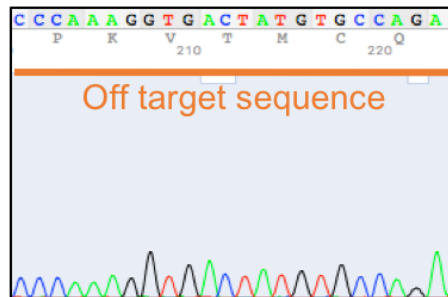 CCCAAAGGTGACTATGTGCCAGA
P K V T M C Q
210 220
Off target sequence